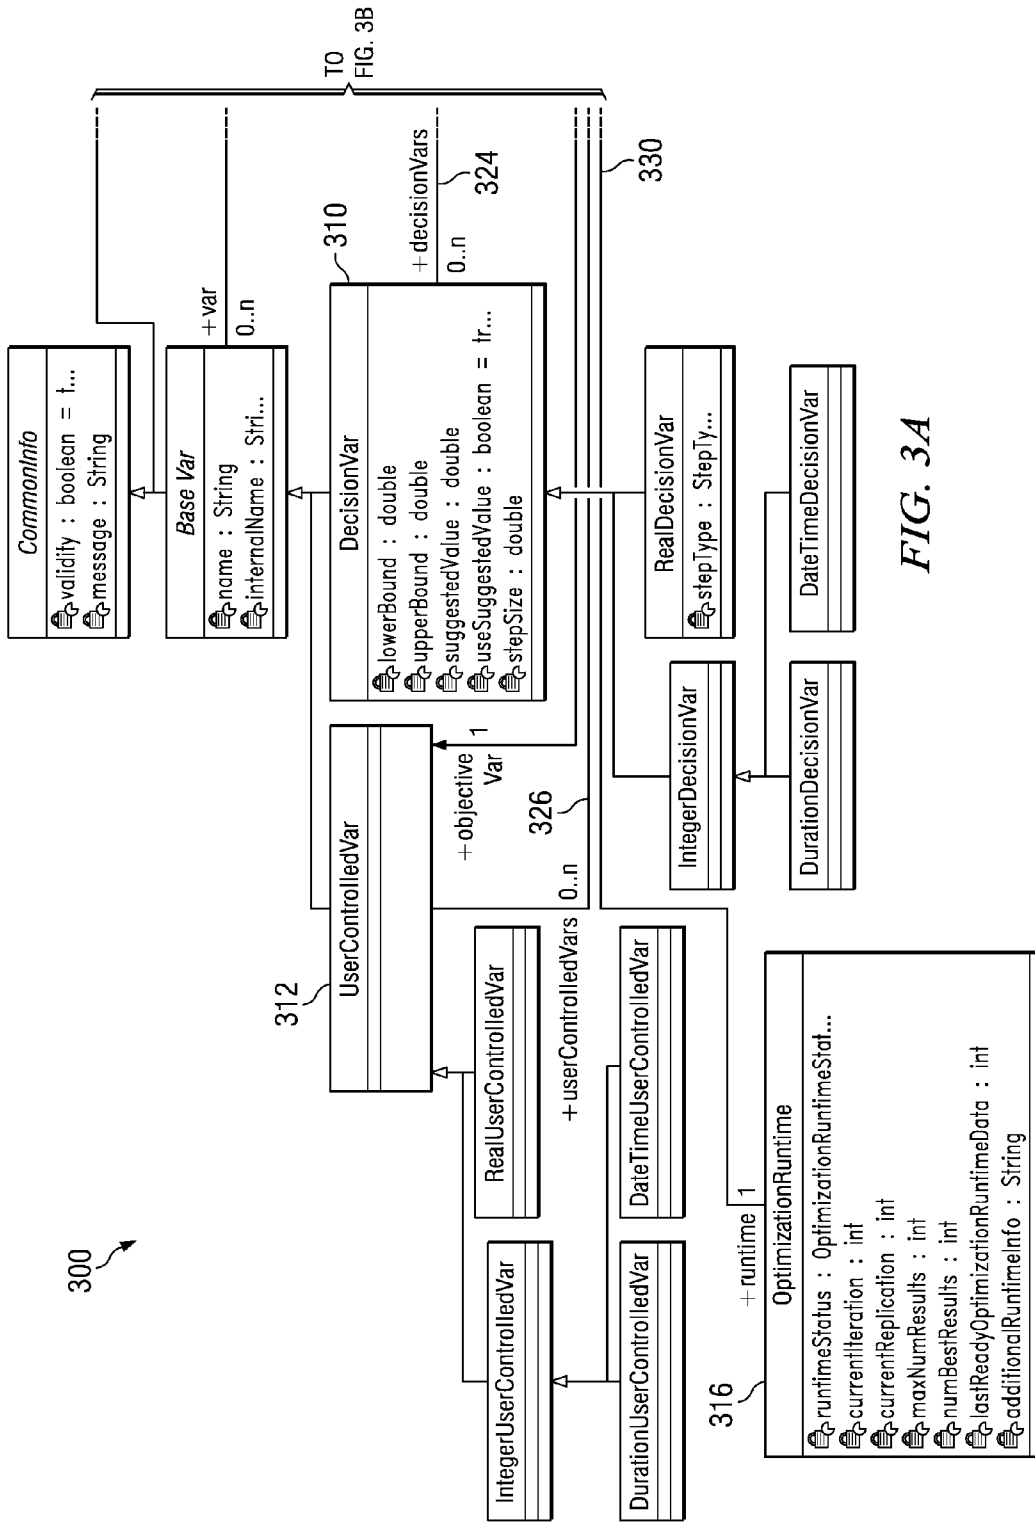 300
CommonInfo
validity : boolean = t...
message : String
Base Var
name : String
internalName : Stri...
+var
0..n
TO
FIG. 3B
312
UserControlledVar
DecisionVar
310
lowerBound : double
upperBound : double
suggestedValue : double
useSuggestedValue : boolean = tr...
stepSize : double
+decisionVars
0..n
324
+objective
Var
1
326
+userControlledVars
0..n
330
IntegerUserControlledVar
RealUserControlledVar
DurationUserControlledVar
DateTimeUserControlledVar
IntegerDecisionVar
RealDecisionVar
stepType : StepTy...
DurationDecisionVar
DateTimeDecisionVar
+runtime
1
316
OptimizationRuntime
runtimeStatus : OptimizationRuntimeStat...
currentIteration : int
currentReplication : int
maxNumResults : int
numBestResults : int
lastReadyOptimizationRuntimeData : int
additionalRuntimeInfo : String
FIG. 3A